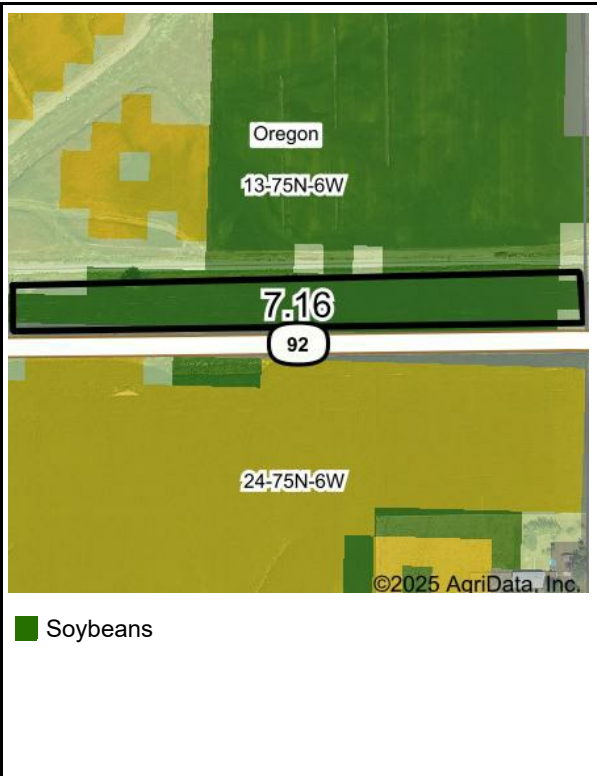 Oregon
13-75N-6W
7.16
92
24-75N-6W
©2025 AgriData, Inc.
Soybeans